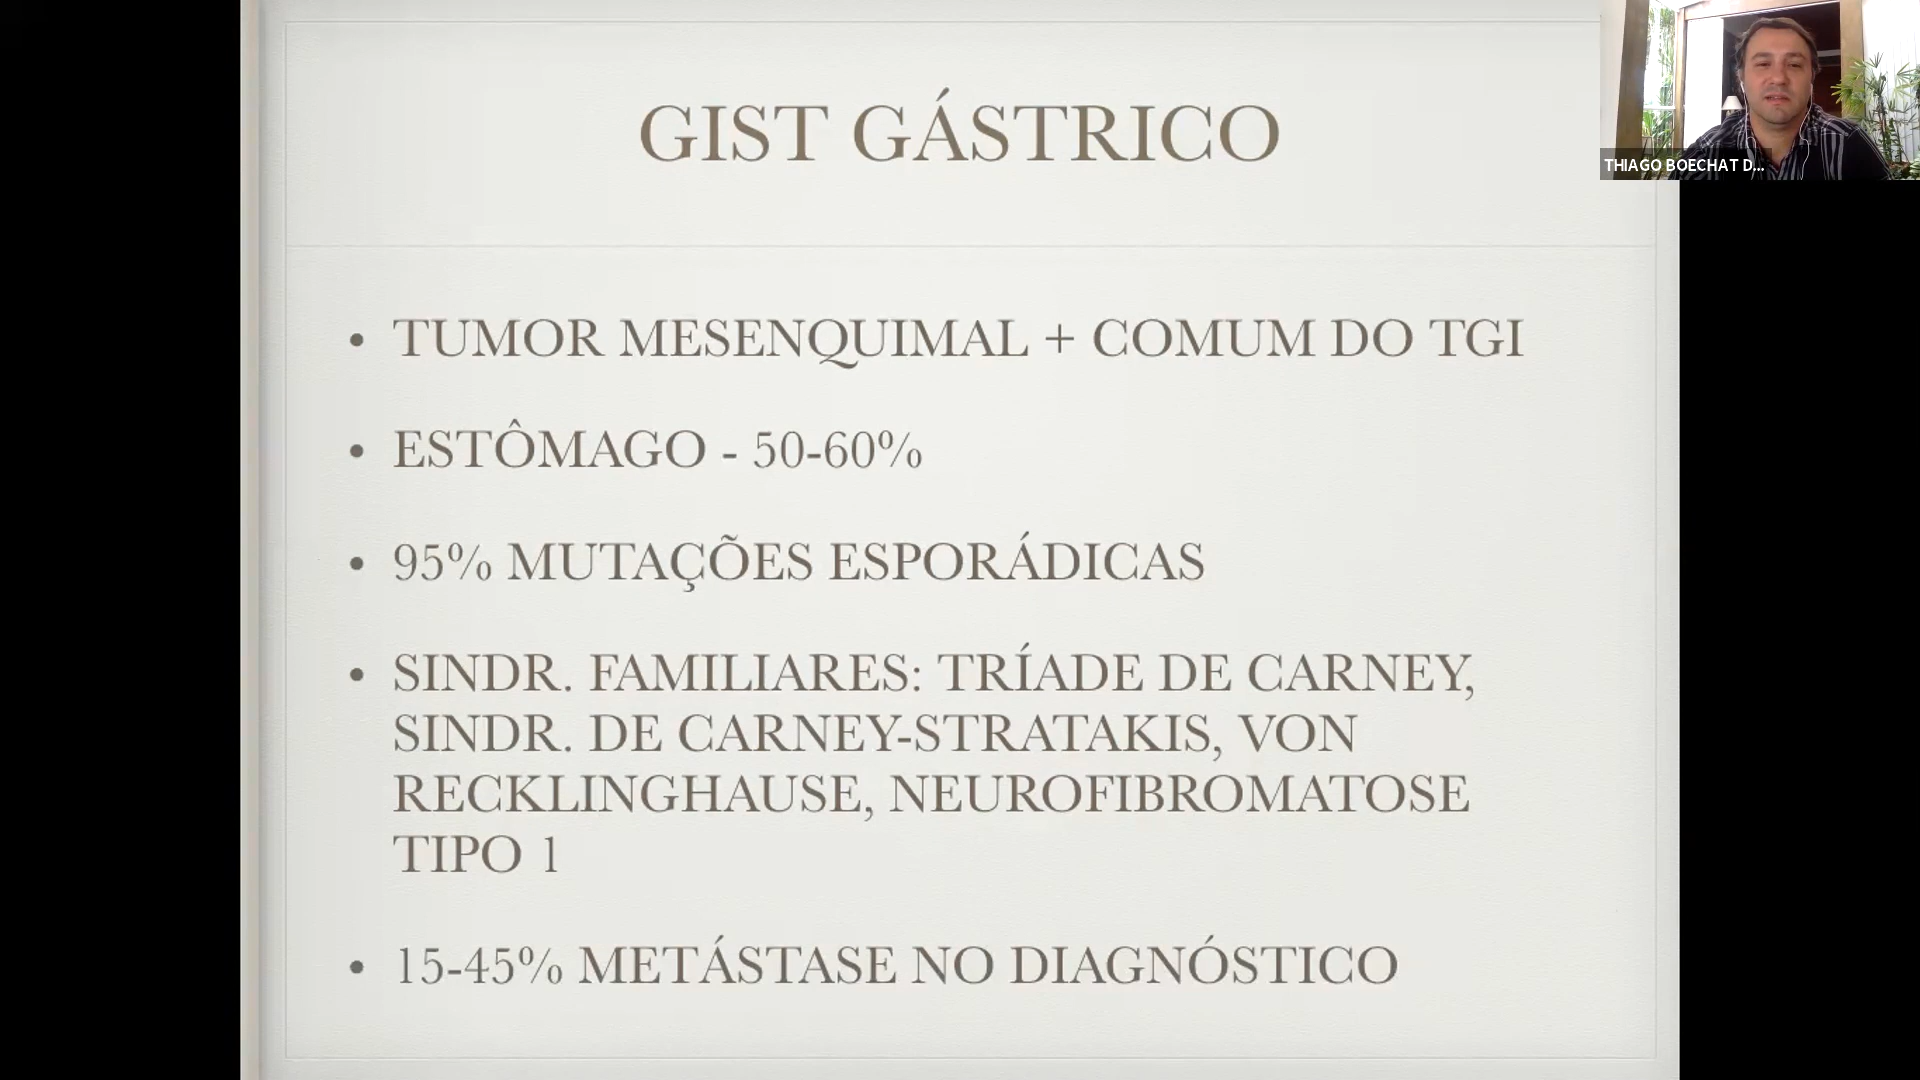 GIST GÁSTRICO
THIAGO BOECHAT D...
• TUMOR MESENQUIMAL + COMUM DO TGI
• ESTÔMAGO - 50-60%
• 95% MUTAÇÕES ESPORÁDICAS
• SINDR. FAMILIARES: TRÍADE DE CARNEY,
SINDR. DE CARNEY-STRATAKIS, VON
RECKLINGHAUSE, NEUROFIBROMATOSE
TIPO 1
• 15-45% METÁSTASE NO DIAGNÓSTICO